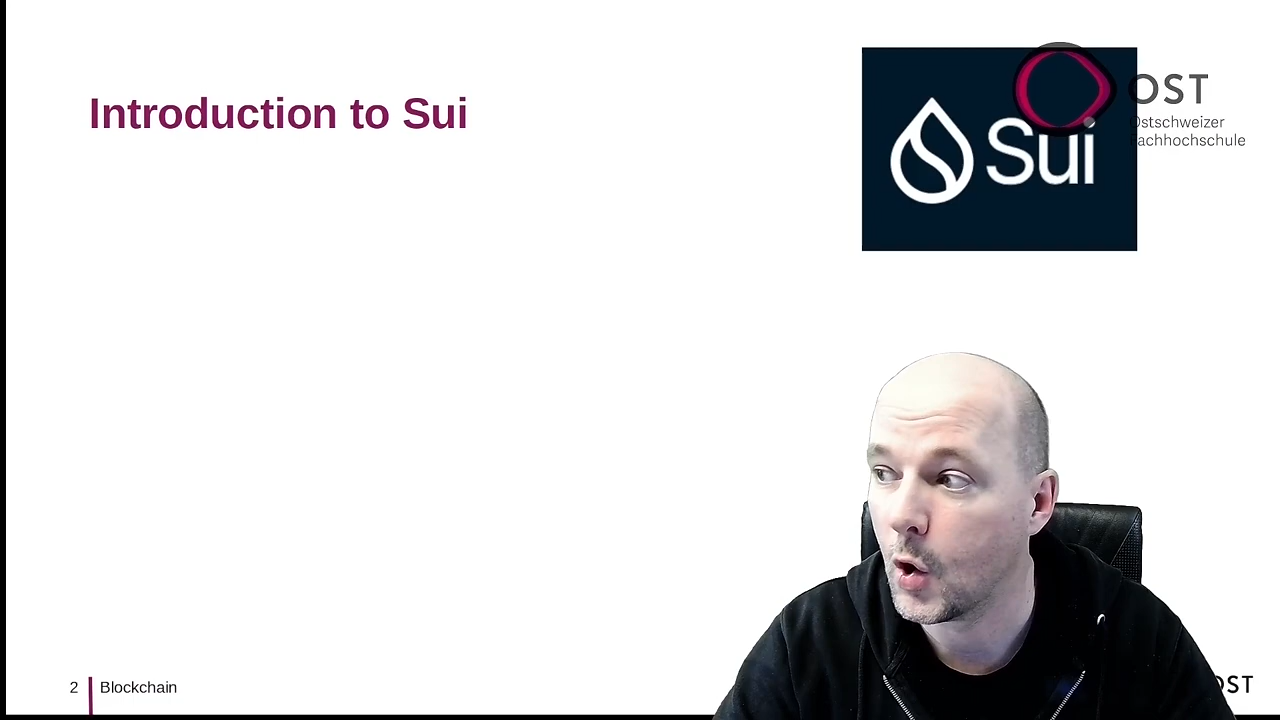 Introduction to Sui
Sui
OST
Ostschweizer
Fachhochschule
2
Blockchain
OST